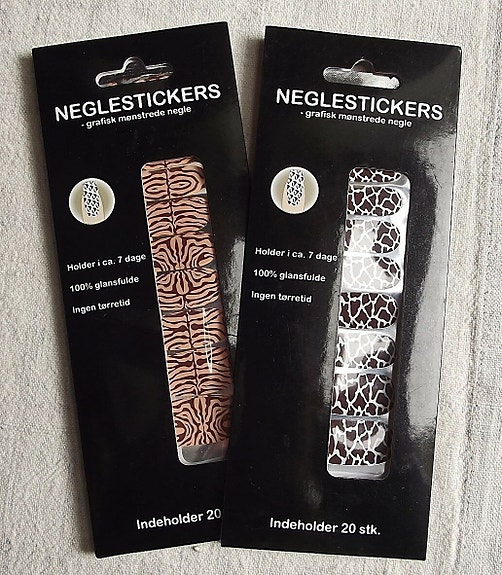 NEGLESTICKERS
- grafisk mønstrede negle
Holder i ca. 7 dage
100% glansfulde
Ingen tørretid
Indeholder 20
NEGLESTICKERS
- grafisk mønstrede negle
Holder i ca. 7 dage
100% glansfulde
Ingen tørretid
Indeholder 20 stk.